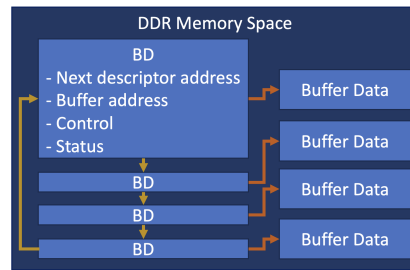 DDR Memory Space
BD
- Next descriptor address
- Buffer address
- Control
- Status
Buffer Data
Buffer Data
BD
Buffer Data
BD
Buffer Data
BD